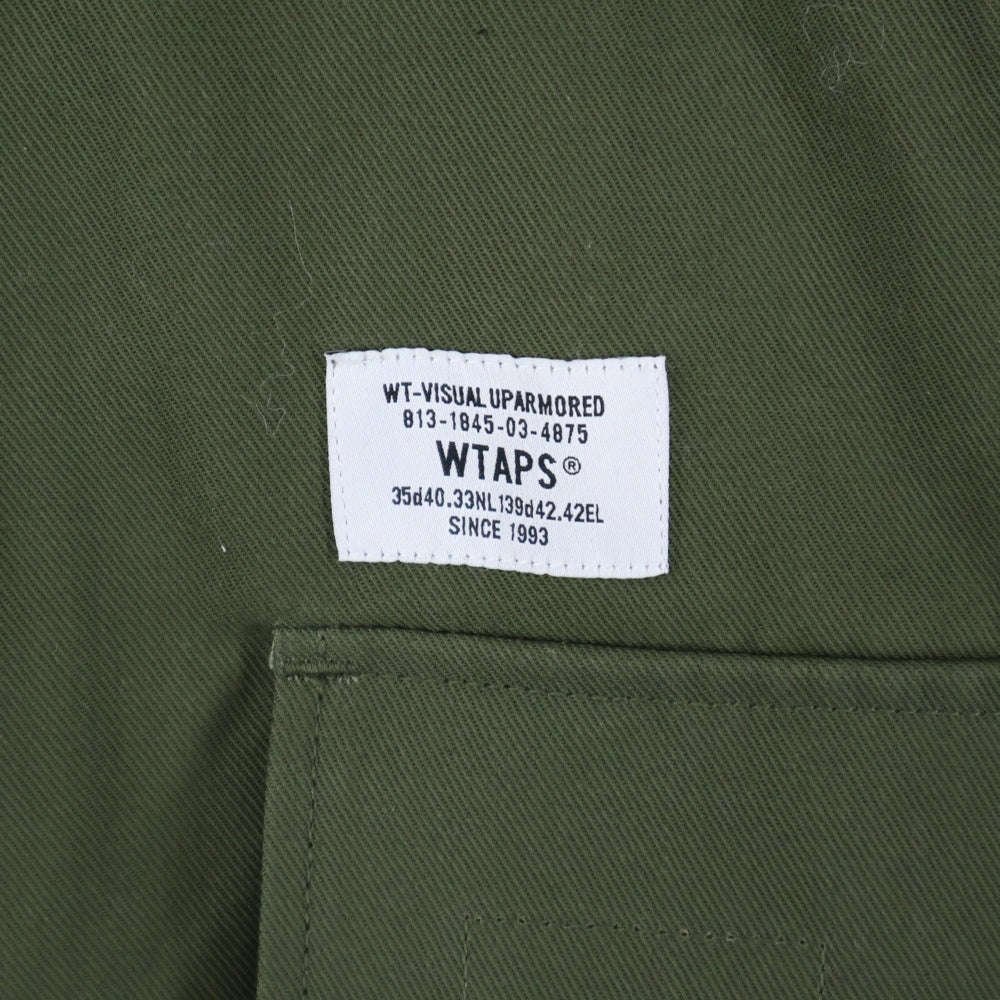 WT-VISUAL UPARMORED
813-1845-03-4875
WTAPS®
35d40.33NL139d42.42EL
SINCE 1993